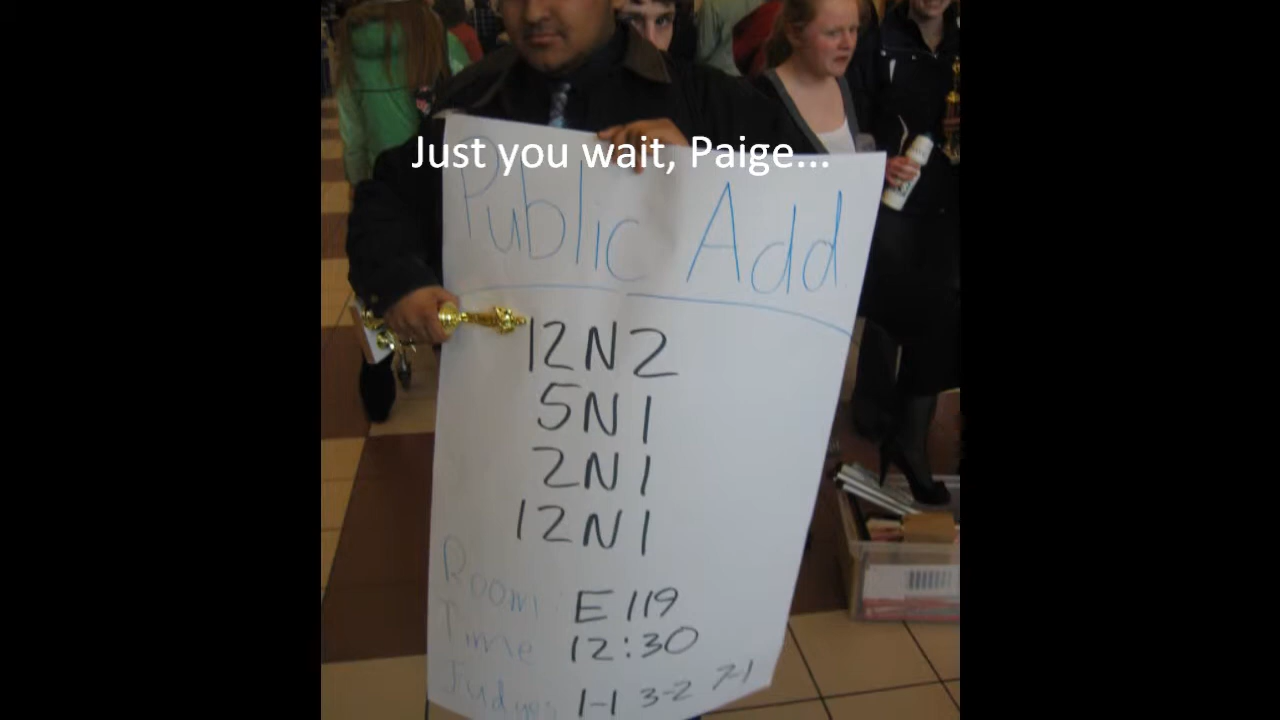 Just you wait, Paige...
Public Add
12N2
5N1
2N1
12N1
Room: E119
Time 12:30
Judges 1-1 3-2 7-1